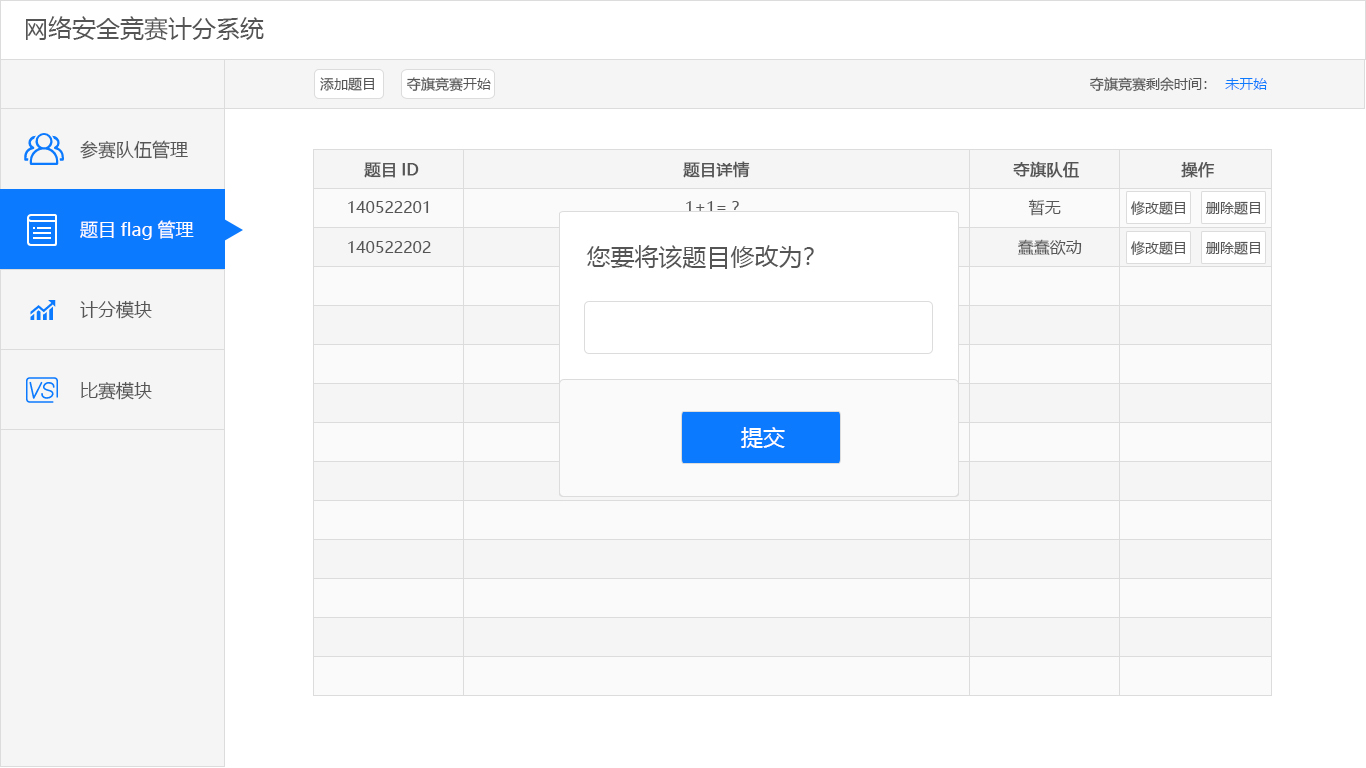 网络安全竞赛计分系统
添加题目 夺旗竞赛开始 夺旗竞赛剩余时间： 未开始
参赛队伍管理
题目 flag 管理
计分模块
VS 比赛模块
题目 ID 题目详情 夺旗队伍 操作
140522201 1+1= ? 暂无 修改题目 删除题目
140522202 蠢蠢欲动 修改题目 删除题目
您要将该题目修改为?
提交